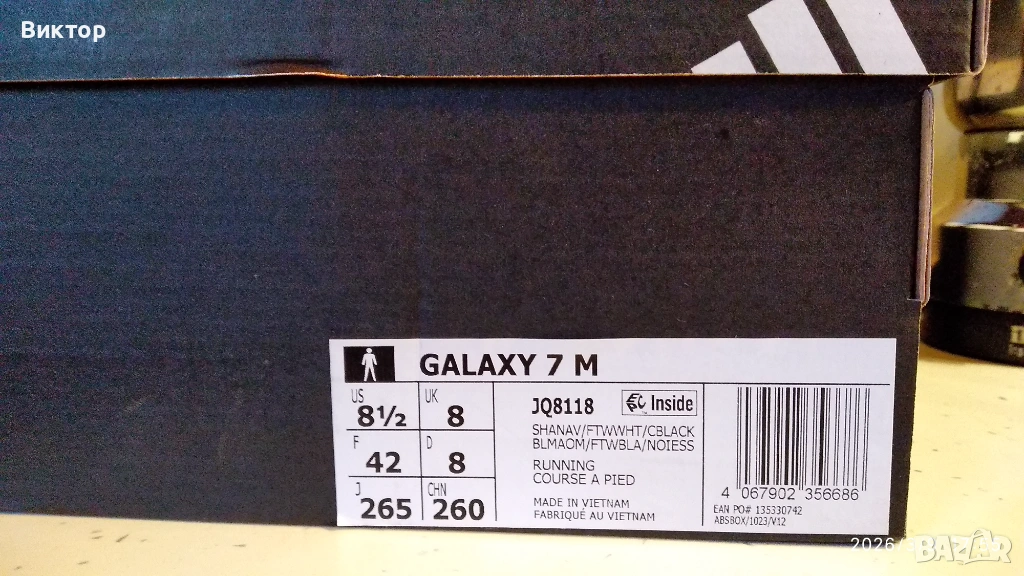 Виктор
GALAXY 7 M
US 8½ UK 8
F 42 D 8
J 265 CHN 260
JQ8118 Inside
SHANAV/FTWWHT/CBLACK
BLMAOM/FTWBLA/NOIESS
RUNNING
COURSE A PIED
MADE IN VIETNAM
FABRIQUÉ AU VIETNAM
4 067902 356686
EAN PO# 135330742
ABSBOX/1023/V12
2026
BAZAR